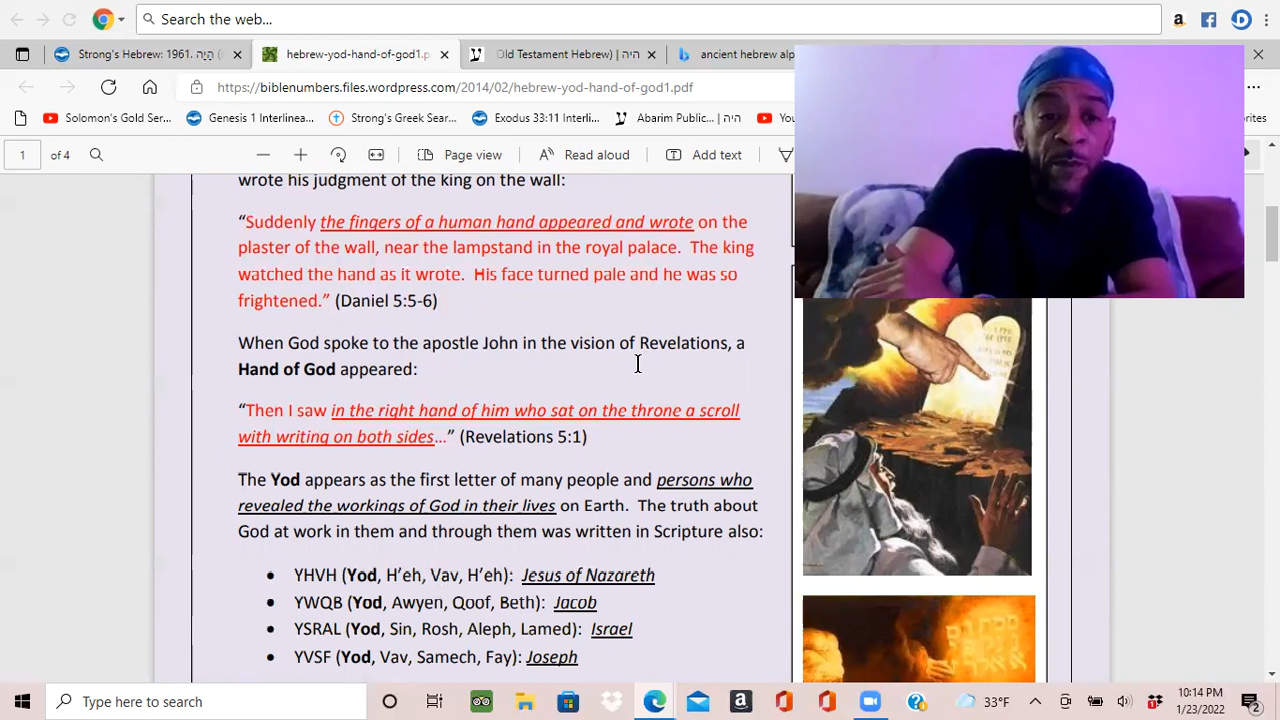 Search the web...
Strong's Hebrew: 1961. הָיָה (
hebrew-yod-hand-of-god1.p
Old Testament Hebrew) | היה
ancient hebrew alp
https://biblenumbers.files.wordpress.com/2014/02/hebrew-yod-hand-of-god1.pdf
Solomon's Gold Ser...
Genesis 1 Interlinea...
Strong's Greek Sear...
Exodus 33:11 Interli...
Abarim Public... | היה
You
orites
1 of 4
Page view
Read aloud
Add text
wrote his judgment of the king on the wall:
“Suddenly the fingers of a human hand appeared and wrote on the
plaster of the wall, near the lampstand in the royal palace. The king
watched the hand as it wrote. His face turned pale and he was so
frightened.” (Daniel 5:5-6)
When God spoke to the apostle John in the vision of Revelations, a
Hand of God appeared:
“Then I saw in the right hand of him who sat on the throne a scroll
with writing on both sides…” (Revelations 5:1)
The Yod appears as the first letter of many people and persons who
revealed the workings of God in their lives on Earth. The truth about
God at work in them and through them was written in Scripture also:
• YHVH (Yod, H’eh, Vav, H’eh): Jesus of Nazareth
• YWQB (Yod, Awyen, Qoof, Beth): Jacob
• YSRAL (Yod, Sin, Rosh, Aleph, Lamed): Israel
• YVSF (Yod, Vav, Samech, Fay): Joseph
Type here to search
33°F
10:14 PM
1/23/2022
2